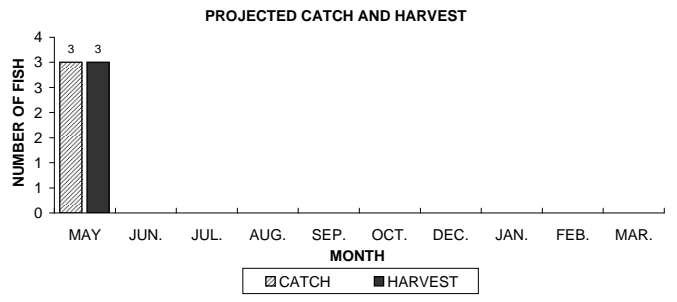 PROJECTED CATCH AND HARVEST
4
3
3
2
2
1
1
0
NUMBER OF FISH
3 3
MAY JUN. JUL. AUG. SEP. OCT. DEC. JAN. FEB. MAR.
MONTH
CATCH HARVEST